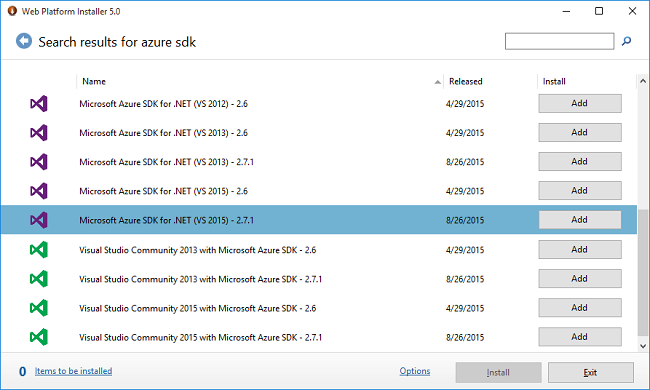 Web Platform Installer 5.0
Search results for azure sdk
Name Released Install
Microsoft Azure SDK for .NET (VS 2012) - 2.6 4/29/2015 Add
Microsoft Azure SDK for .NET (VS 2013) - 2.6 4/29/2015 Add
Microsoft Azure SDK for .NET (VS 2013) - 2.7.1 8/26/2015 Add
Microsoft Azure SDK for .NET (VS 2015) - 2.6 4/29/2015 Add
Microsoft Azure SDK for .NET (VS 2015) - 2.7.1 8/26/2015 Add
Visual Studio Community 2013 with Microsoft Azure SDK - 2.6 4/29/2015 Add
Visual Studio Community 2013 with Microsoft Azure SDK - 2.7.1 8/26/2015 Add
Visual Studio Community 2015 with Microsoft Azure SDK - 2.6 4/29/2015 Add
Visual Studio Community 2015 with Microsoft Azure SDK - 2.7.1 8/26/2015 Add
0 Items to be installed Options Install Exit